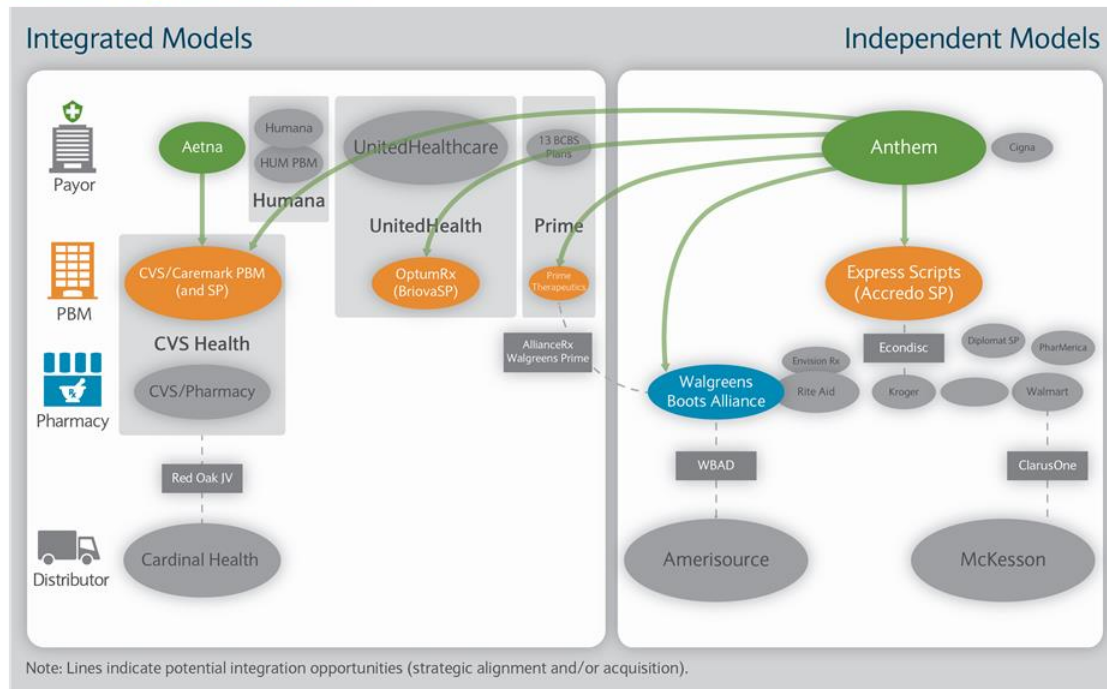 Integrated Models
Independent Models
Payor
Aetna
Humana
HUM PBM
Humana
UnitedHealthcare
UnitedHealth
13 BCBS
Plans
Prime
Anthem
Cigna
PBM
CVS/Caremark PBM
(and SP)
OptumRx
(BriovaSP)
Prime
Therapeutics
Express Scripts
(Accredo SP)
CVS Health
AllianceRx
Walgreens Prime
Econdisc
Diplomat SP
PharMerica
Pharmacy
CVS/Pharmacy
Walgreens
Boots Alliance
Envision Rx
Rite Aid
Kroger
Walmart
Red Oak JV
WBAD
ClarusOne
Distributor
Cardinal Health
Amerisource
McKesson
Note: Lines indicate potential integration opportunities (strategic alignment and/or acquisition).